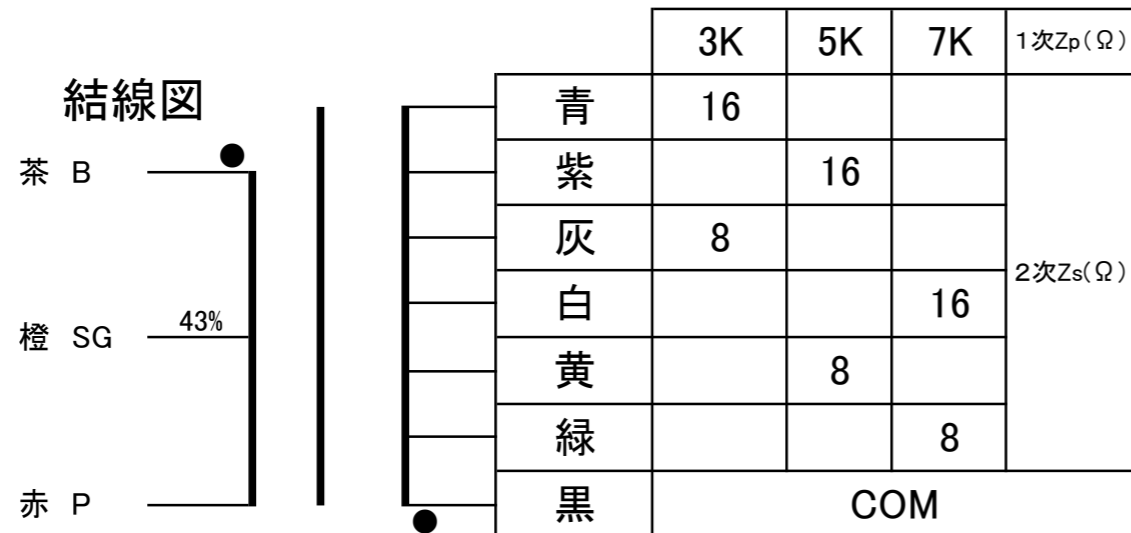 結線図
茶 B
橙 SG 43%
赤 P
3K 5K 7K 1次Zp(Ω)
青 16
紫 16
灰 8
白 16
黄 8
緑 8
2次Zs(Ω)
黒 COM